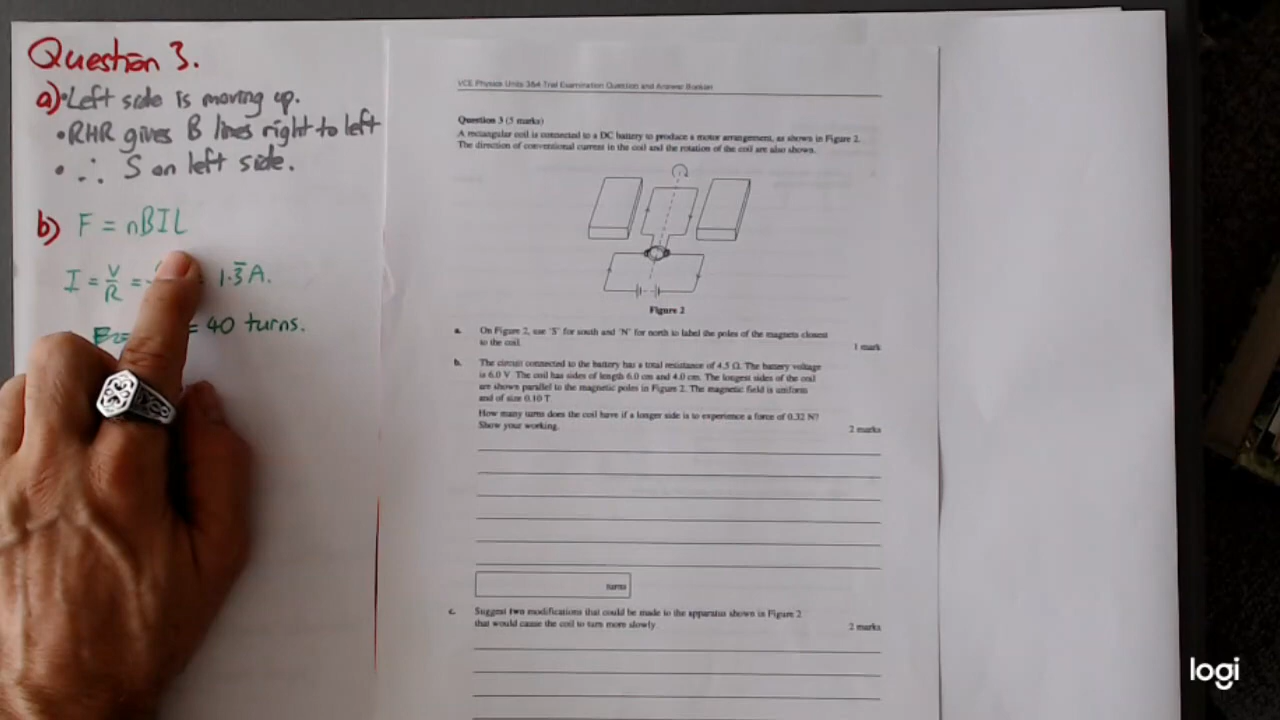 Question 3.
a) • Left side is moving up.
• RHR gives B lines right to left
• ∴ S on left side.
b) F = nBIL
I = V/R = = 1.3̄ A.
= 40 turns.
VCE Physics Units 3&4 Trial Examination Question and Answer Booklet
Question 3 (5 marks)
A rectangular coil is connected to a DC battery to produce a motor arrangement, as shown in Figure 2.
The direction of conventional current in the coil and the rotation of the coil are also shown.
Figure 2
a. On Figure 2, use 'S' for south and 'N' for north to label the poles of the magnets closest
to the coil. 1 mark
b. The circuit connected to the battery has a total resistance of 4.5 Ω. The battery voltage
is 6.0 V. The coil has sides of length 6.0 cm and 4.0 cm. The longest sides of the coil
are shown parallel to the magnetic poles in Figure 2. The magnetic field is uniform
and of size 0.10 T.
How many turns does the coil have if a longer side is to experience a force of 0.32 N?
Show your working. 2 marks
turns
c. Suggest two modifications that could be made to the apparatus shown in Figure 2
that would cause the coil to turn more slowly. 2 marks
logi